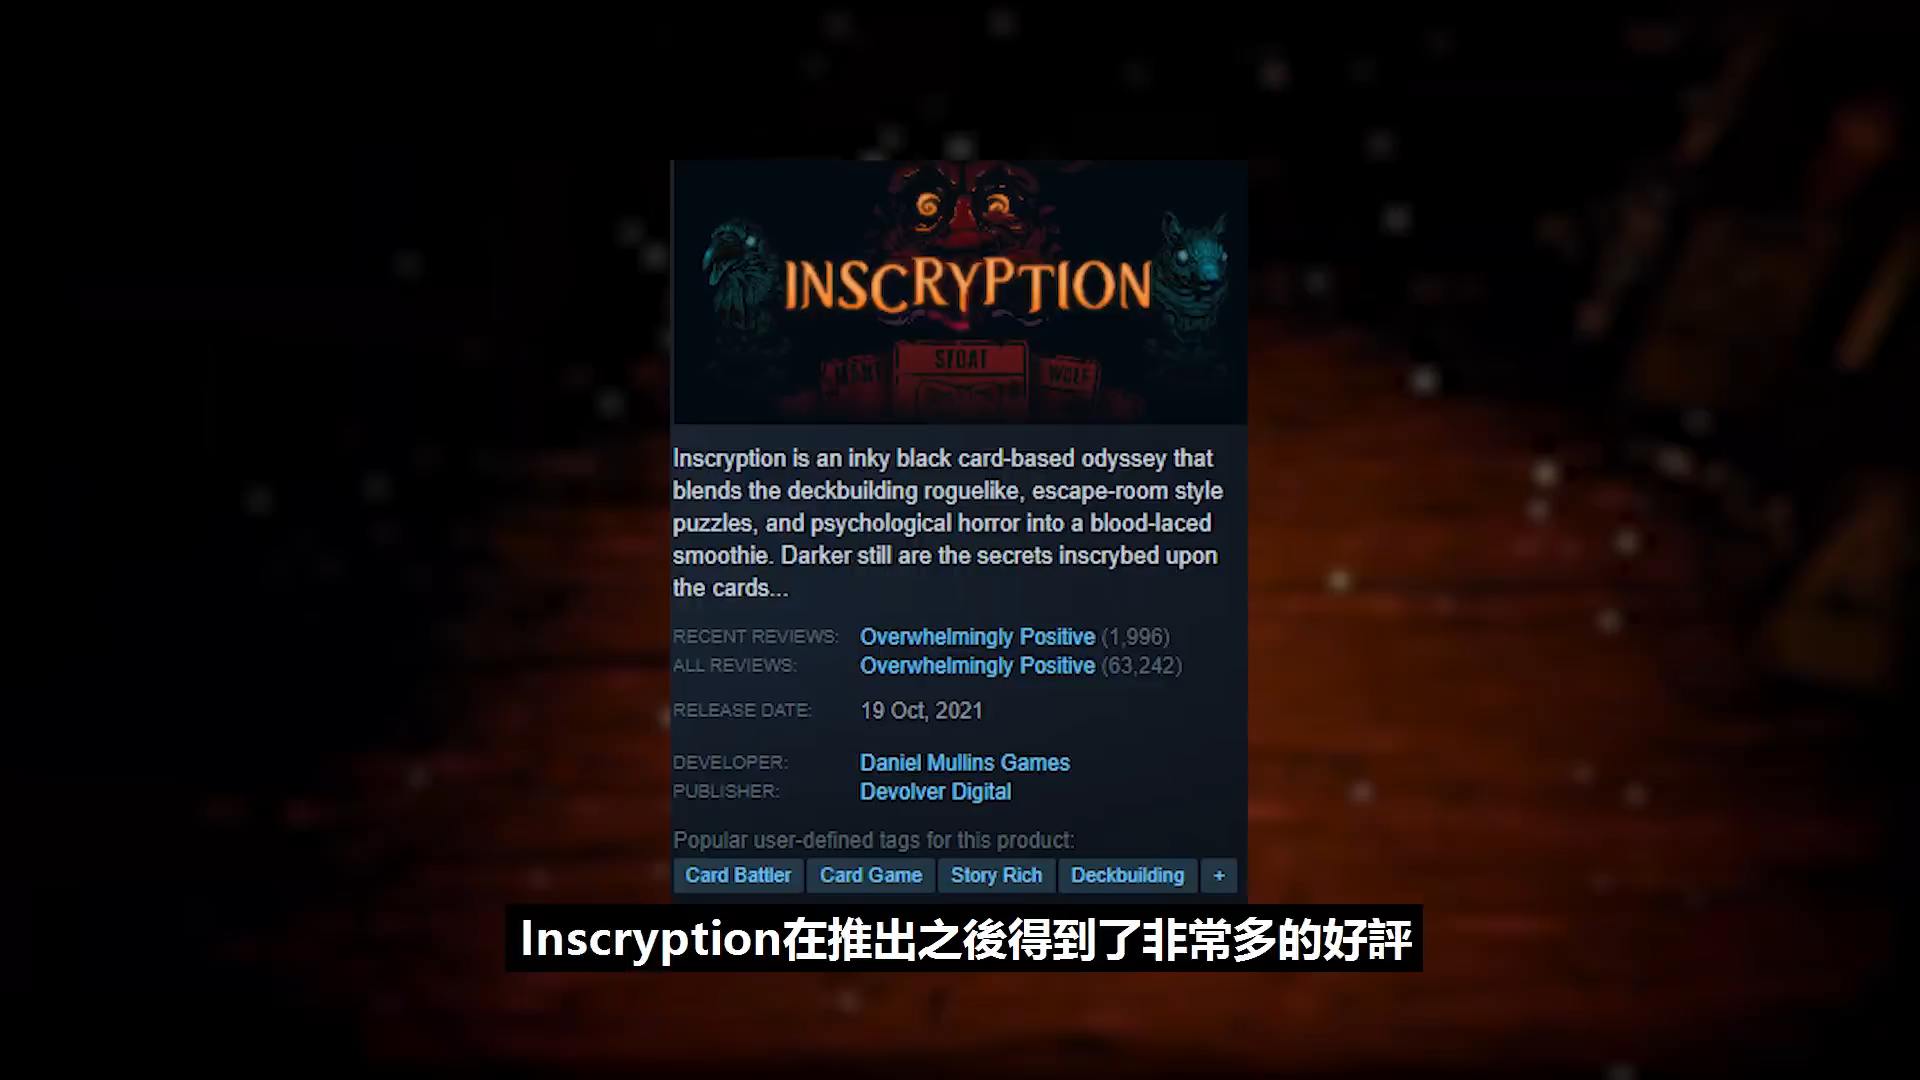 INSCRYPTION
STOAT
WOLF
Inscryption is an inky black card-based odyssey that
blends the deckbuilding roguelike, escape-room style
puzzles, and psychological horror into a blood-laced
smoothie. Darker still are the secrets inscrybed upon
the cards...
RECENT REVIEWS: Overwhelmingly Positive (1,996)
ALL REVIEWS: Overwhelmingly Positive (63,242)
RELEASE DATE: 19 Oct, 2021
DEVELOPER: Daniel Mullins Games
PUBLISHER: Devolver Digital
Popular user-defined tags for this product:
Card Battler Card Game Story Rich Deckbuilding +
Inscryption在推出之後得到了非常多的好評